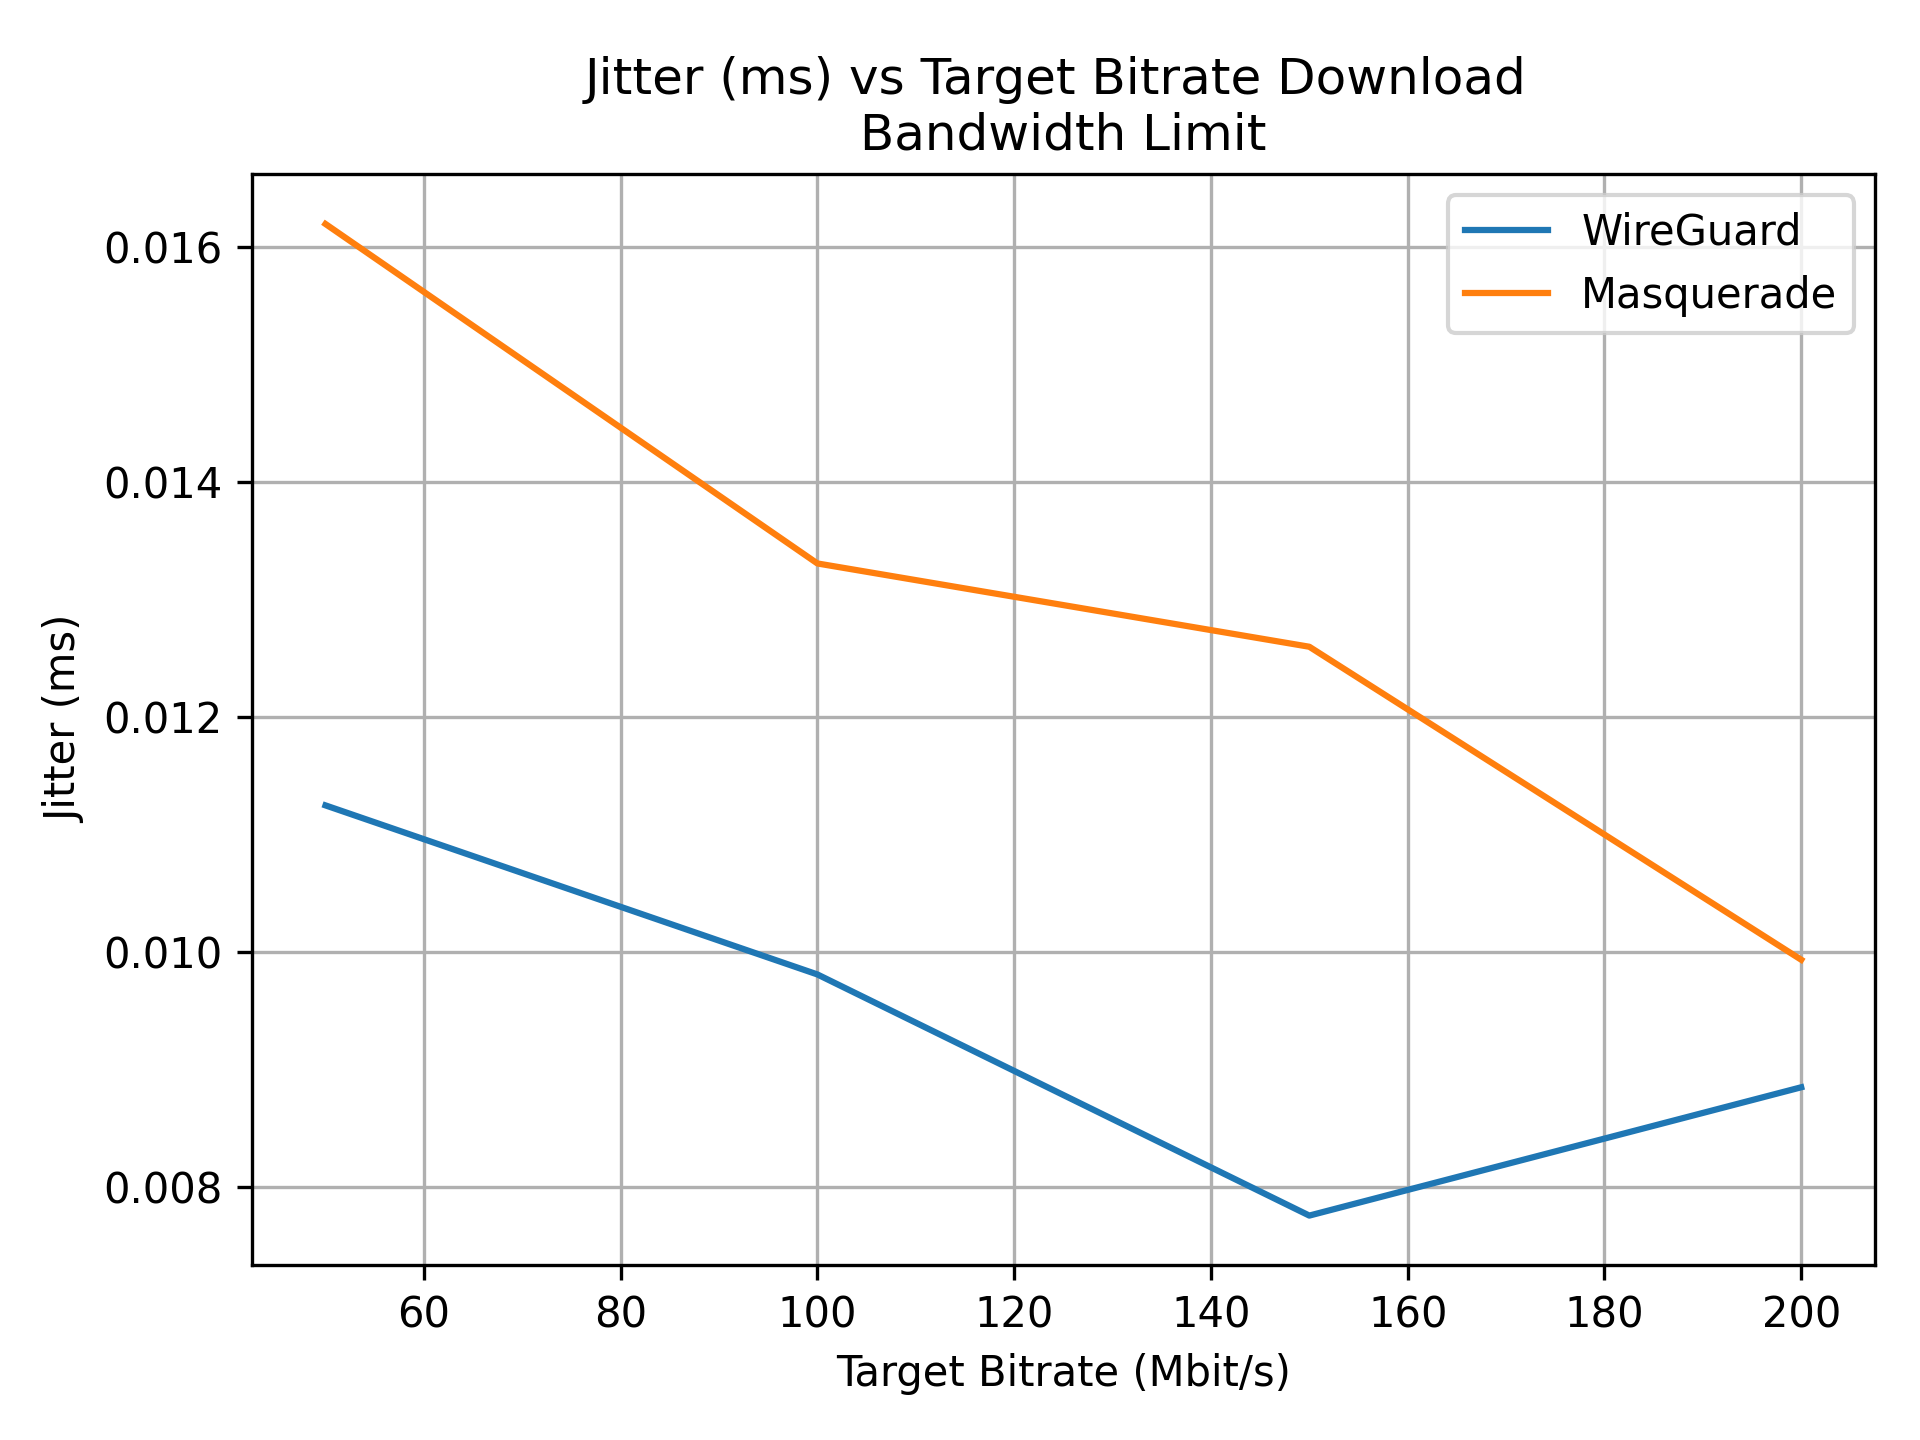 Jitter (ms) vs Target Bitrate Download
Bandwidth Limit
WireGuard
Masquerade
0.016
0.014
0.012
0.010
0.008
Jitter (ms)
60 80 100 120 140 160 180 200
Target Bitrate (Mbit/s)